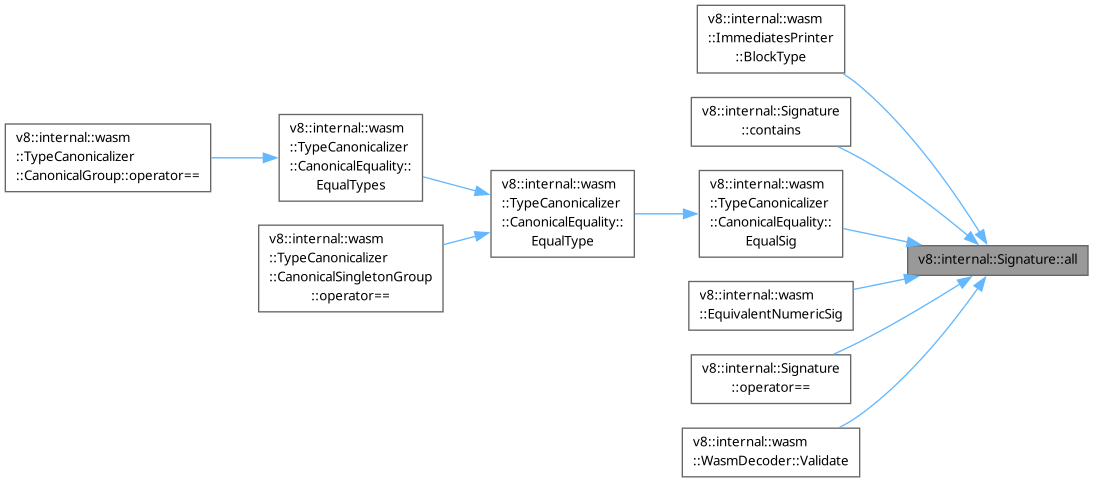 v8::internal::wasm
::ImmediatesPrinter
::BlockType
v8::internal::Signature
::contains
v8::internal::wasm
::TypeCanonicalizer
::CanonicalGroup::operator==
v8::internal::wasm
::TypeCanonicalizer
::CanonicalEquality::
EqualTypes
v8::internal::wasm
::TypeCanonicalizer
::CanonicalEquality::
EqualType
v8::internal::wasm
::TypeCanonicalizer
::CanonicalEquality::
EqualSig
v8::internal::Signature::all
v8::internal::wasm
::TypeCanonicalizer
::CanonicalSingletonGroup
::operator==
v8::internal::wasm
::EquivalentNumericSig
v8::internal::Signature
::operator==
v8::internal::wasm
::WasmDecoder::Validate